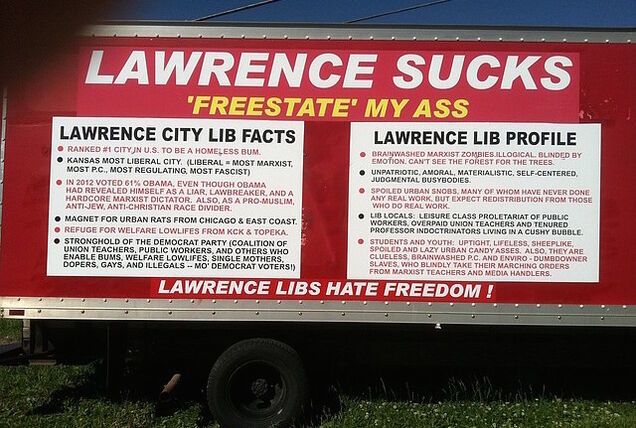 LAWRENCE SUCKS
'FREESTATE' MY ASS
LAWRENCE CITY LIB FACTS
RANKED #1 CITY IN U.S. TO BE A HOMELESS BUM.
KANSAS MOST LIBERAL CITY. (LIBERAL = MOST MARXIST,
MOST P.C., MOST REGULATING, MOST FASCIST)
IN 2012 VOTED 61% OBAMA, EVEN THOUGH OBAMA
HAD REVEALED HIMSELF AS A LIAR, LAWBREAKER, AND A
HARDCORE MARXIST DICTATOR. ALSO, AS A PRO-MUSLIM,
ANTI-JEW, ANTI-CHRISTIAN RACE DIVIDER.
MAGNET FOR URBAN RATS FROM CHICAGO & EAST COAST.
REFUGE FOR WELFARE LOWLIFES FROM KCK & TOPEKA.
STRONGHOLD OF THE DEMOCRAT PARTY (COALITION OF
UNION TEACHERS, PUBLIC WORKERS, AND OTHERS WHO
ENABLE BUMS, WELFARE LOWLIFES, SINGLE MOTHERS,
DOPERS, GAYS, AND ILLEGALS -- MO' DEMOCRAT VOTERS!)
LAWRENCE LIB PROFILE
BRAINWASHED MARXIST ZOMBIES.ILLOGICAL. BLINDED BY
EMOTION. CAN'T SEE THE FOREST FOR THE TREES.
UNPATRIOTIC, AMORAL, MATERIALISTIC, SELF-CENTERED,
JUDGMENTAL BUSYBODIES.
SPOILED URBAN SNOBS, MANY OF WHOM HAVE NEVER DONE
ANY REAL WORK, BUT EXPECT REDISTRIBUTION FROM THOSE
WHO DO REAL WORK.
LIB LOCALS: LEISURE CLASS PROLETARIAT OF PUBLIC
WORKERS, OVERPAID UNION TEACHERS AND TENURED
PROFESSOR INDOCTRINATORS LIVING IN A CUSHY BUBBLE.
STUDENTS AND YOUTH: UPTIGHT, LIFELESS, SHEEPLIKE,
SPOILED AND LAZY URBAN CANDY ASSES. ALSO, THEY ARE
CLUELESS, BRAINWASHED P.C. AND ENVIRO - DUMBDOWNER
SLAVES, WHO BLINDLY TAKE THEIR MARCHING ORDERS
FROM MARXIST TEACHERS AND MEDIA HANDLERS.
LAWRENCE LIBS HATE FREEDOM !